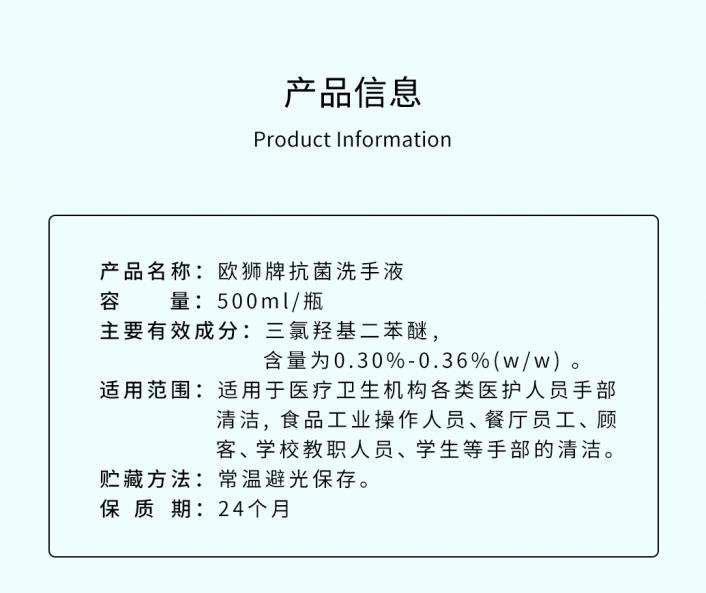 产品信息
Product Information
产品名称：欧狮牌抗菌洗手液
容 量：500ml/瓶
主要有效成分：三氯羟基二苯醚，
含量为0.30%-0.36%(w/w) 。
适用范围：适用于医疗卫生机构各类医护人员手部
清洁，食品工业操作人员、餐厅员工、顾
客、学校教职人员、学生等手部的清洁。
贮藏方法：常温避光保存。
保 质 期：24个月